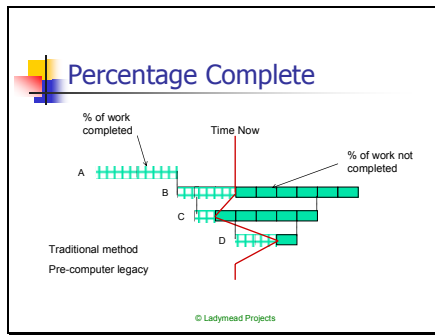 Percentage Complete
% of work
completed
Time Now
% of work not
completed
A
B
C
D
Traditional method
Pre-computer legacy
© Ladymead Projects